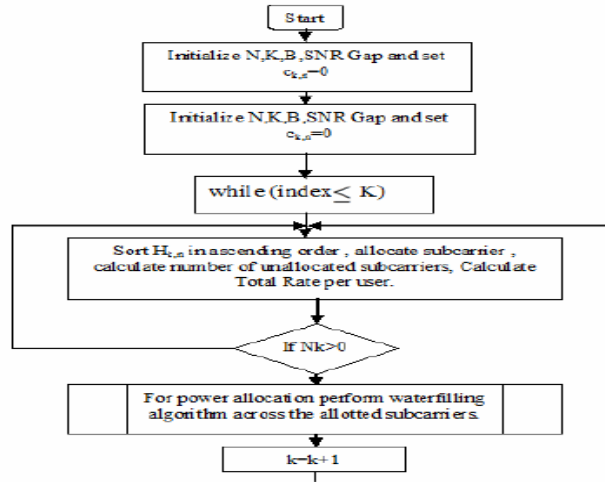 Start
Initialize N,K,B,SNR Gap and set
c_{k,n}=0
Initialize N,K,B,SNR Gap and set
c_{k,n}=0
while (index ≤ K)
Sort H_{k,n} in ascending order , allocate subcarrier ,
calculate number of unallocated subcarriers, Calculate
Total Rate per user.
If Nk>0
For power allocation perform waterfilling
algorithm across the allotted subcarriers.
k=k+1